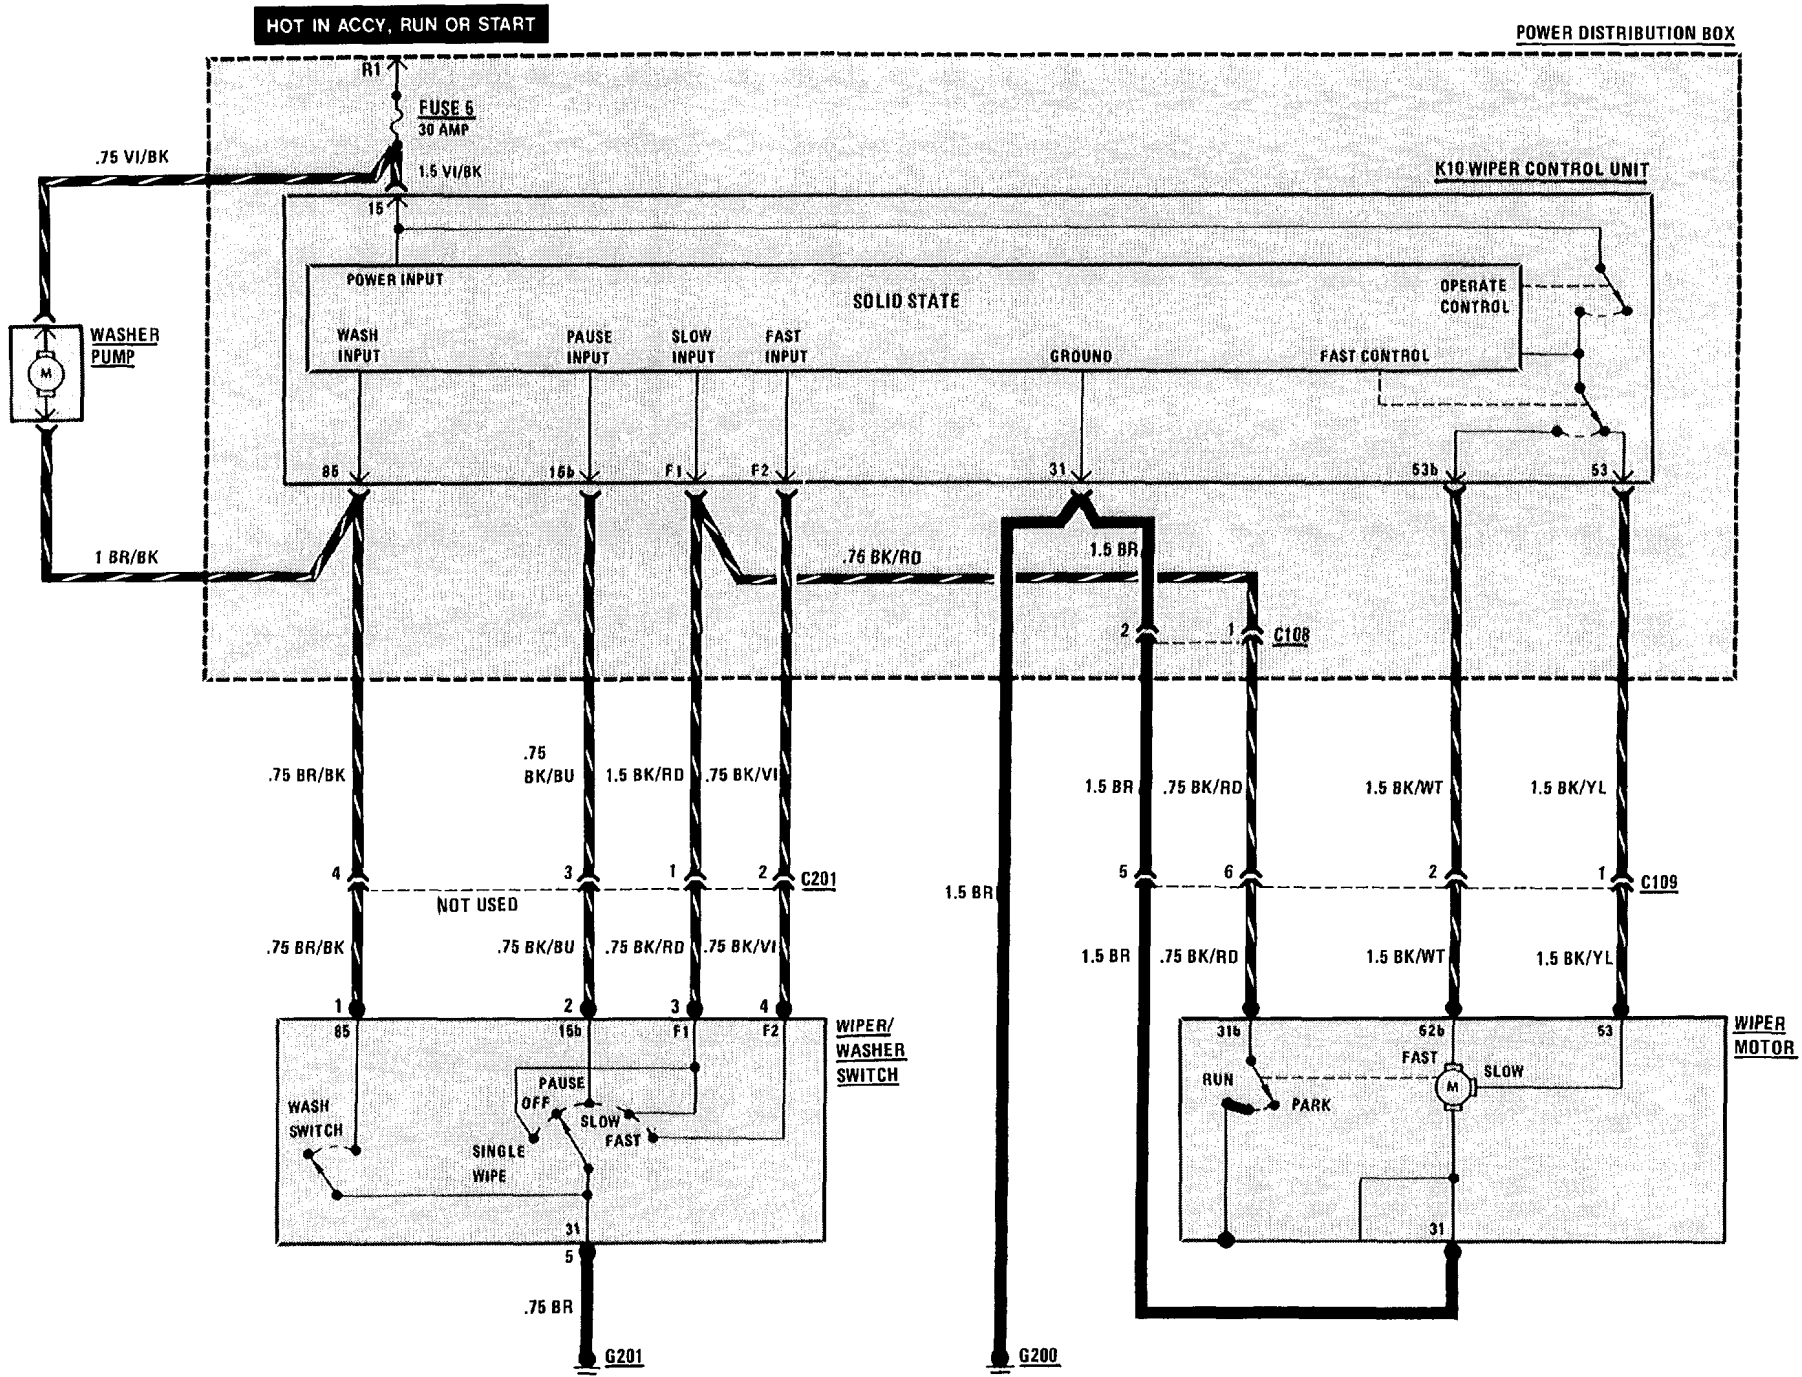 HOT IN ACCY, RUN OR START
POWER DISTRIBUTION BOX
R1
FUSE 6
30 AMP
.75 VI/BK
1.5 VI/BK
K10 WIPER CONTROL UNIT
15
POWER INPUT
SOLID STATE
OPERATE
CONTROL
WASHER
PUMP
M
WASH
INPUT
PAUSE
INPUT
SLOW
INPUT
FAST
INPUT
GROUND
FAST CONTROL
85
15b
F1
F2
31
53b
53
1 BR/BK
.75 BK/RD
1.5 BR
2
1
C108
.75 BR/BK
.75
BK/BU
1.5 BK/RD
.75 BK/VI
1.5 BR
.75 BK/RD
1.5 BK/WT
1.5 BK/YL
4
3
1
2
C201
5
6
2
1
C109
NOT USED
1.5 BR
.75 BR/BK
.75 BK/BU
.75 BK/RD
.75 BK/VI
1.5 BR
.75 BK/RD
1.5 BK/WT
1.5 BK/YL
1
2
3
4
85
15b
F1
F2
WIPER/
WASHER
SWITCH
31b
52b
53
WIPER
MOTOR
WASH
SWITCH
PAUSE
OFF
SLOW
FAST
SINGLE
WIPE
31
5
RUN
PARK
FAST
M
SLOW
31
.75 BR
G201
G200